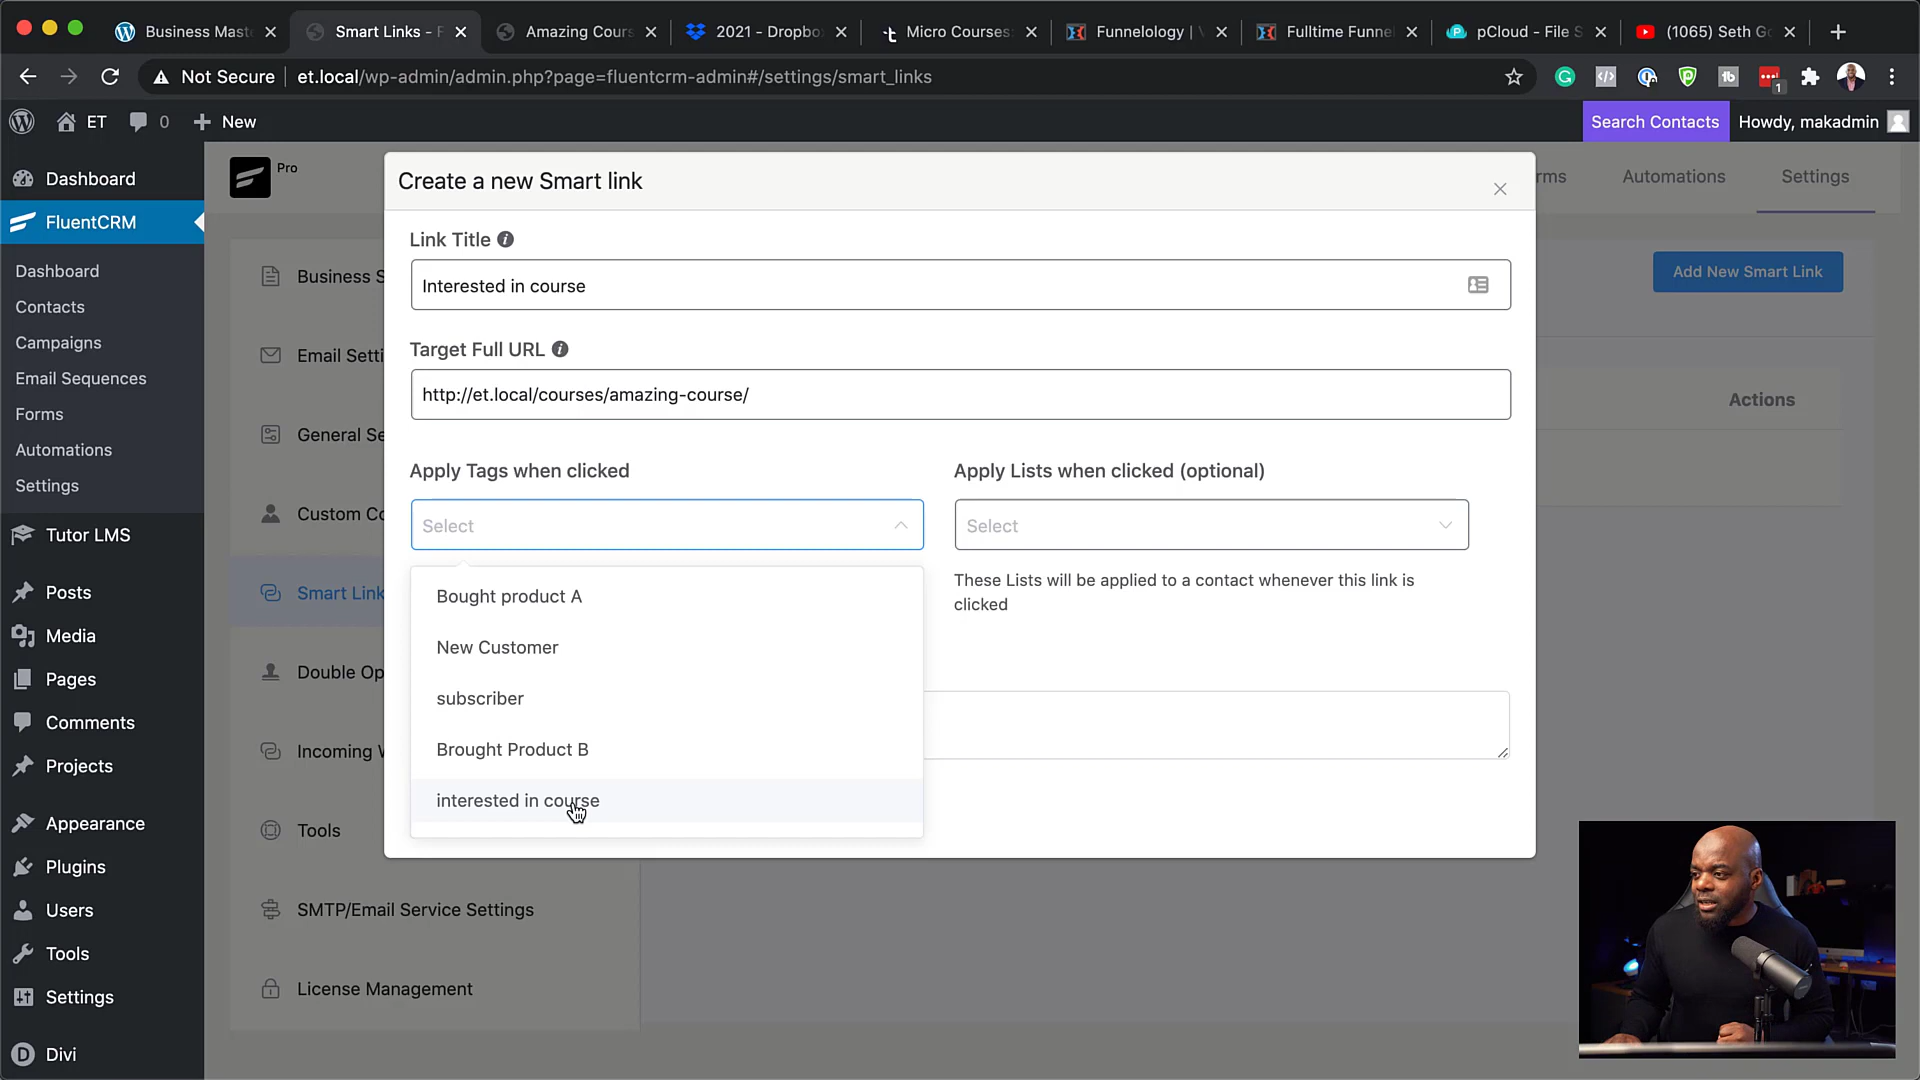 Business Mast
Smart Links - F
Amazing Cours
2021 - Dropbo
Micro Courses
Funnelology | V
Fulltime Funne
pCloud - File S
(1065) Seth Go
Not Secure
et.local/wp-admin/admin.php?page=fluentcrm-admin#/settings/smart_links
1
ET
0
New
Search Contacts
Howdy, makadmin
Dashboard
FluentCRM
Dashboard
Contacts
Campaigns
Email Sequences
Forms
Automations
Settings
Tutor LMS
Posts
Media
Pages
Comments
Projects
Appearance
Plugins
Users
Tools
Settings
Divi
Pro
rms
Automations
Settings
Business S
Email Setti
General Se
Custom Co
Smart Link
Double Op
Incoming W
Tools
SMTP/Email Service Settings
License Management
Add New Smart Link
Actions
Create a new Smart link
Link Title
Interested in course
Target Full URL
http://et.local/courses/amazing-course/
Apply Tags when clicked
Select
Bought product A
New Customer
subscriber
Brought Product B
interested in course
Apply Lists when clicked (optional)
Select
These Lists will be applied to a contact whenever this link is
clicked